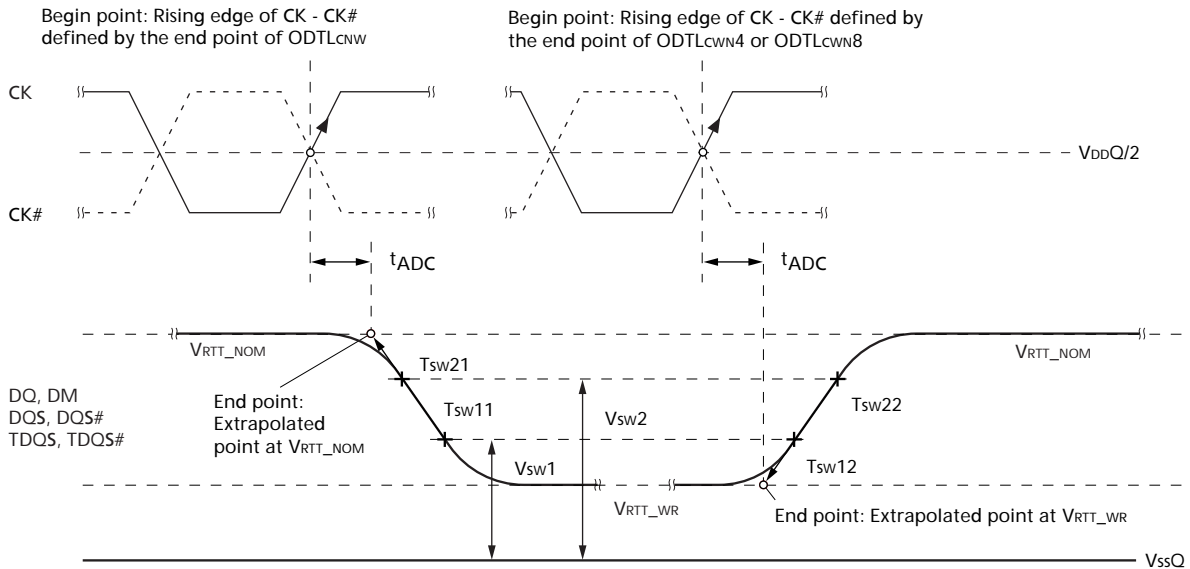 Begin point: Rising edge of CK - CK#
defined by the end point of ODTLCNW
Begin point: Rising edge of CK - CK# defined by
the end point of ODTLCWN4 or ODTLCWN8
CK
VDDQ/2
CK#
tADC
tADC
VRTT_NOM
VRTT_NOM
TSW21
End point:
Extrapolated
point at VRTT_NOM
DQ, DM
DQS, DQS#
TDQS, TDQS#
TSW11
VSW2
TSW22
VSW1
TSW12
VRTT_WR
End point: Extrapolated point at VRTT_WR
VSSQ